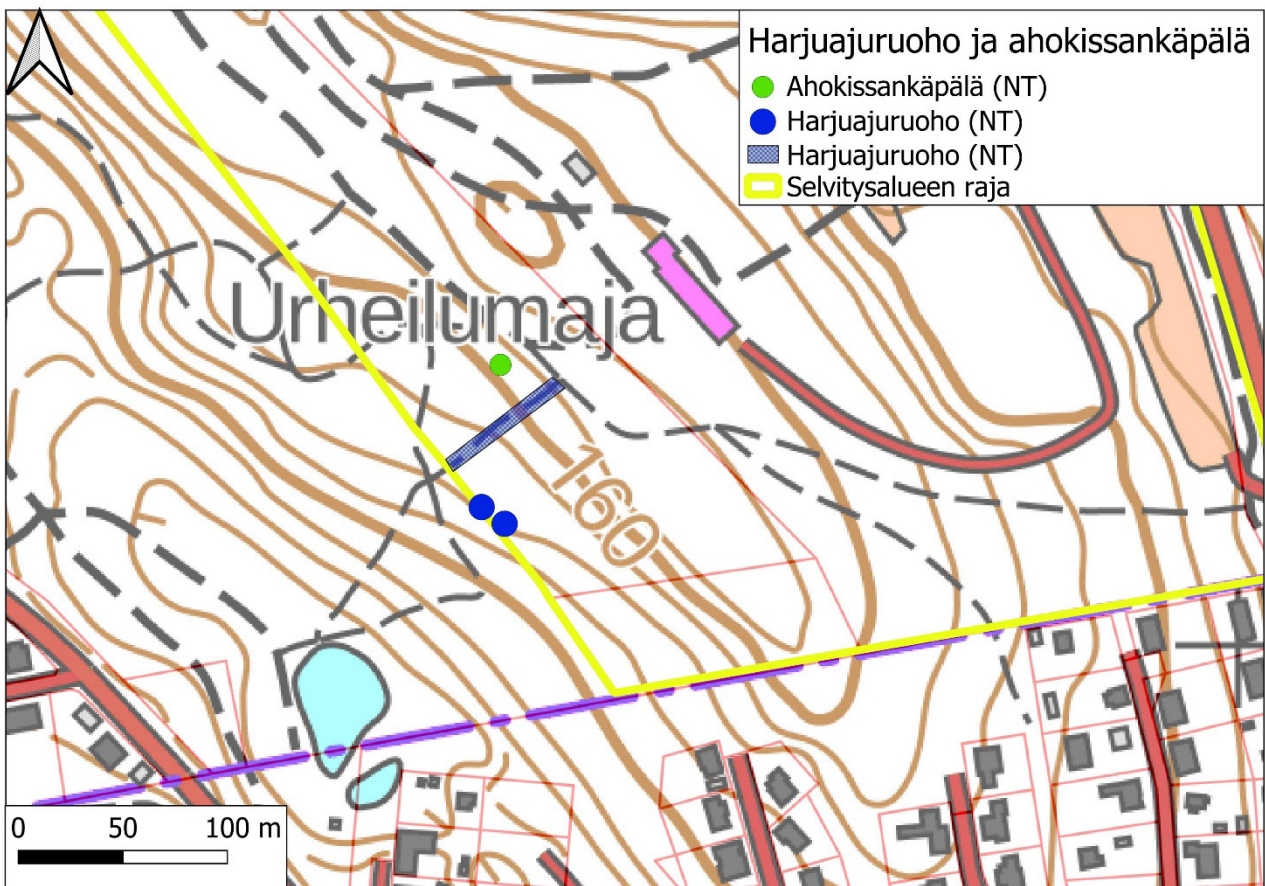 Harjuajuruoho ja ahokissankäpälä
Ahokissankäpälä (NT)
Harjuajuruoho (NT)
Harjuajuruoho (NT)
Selvitysalueen raja
Urheilumaja
160
0 50 100 m